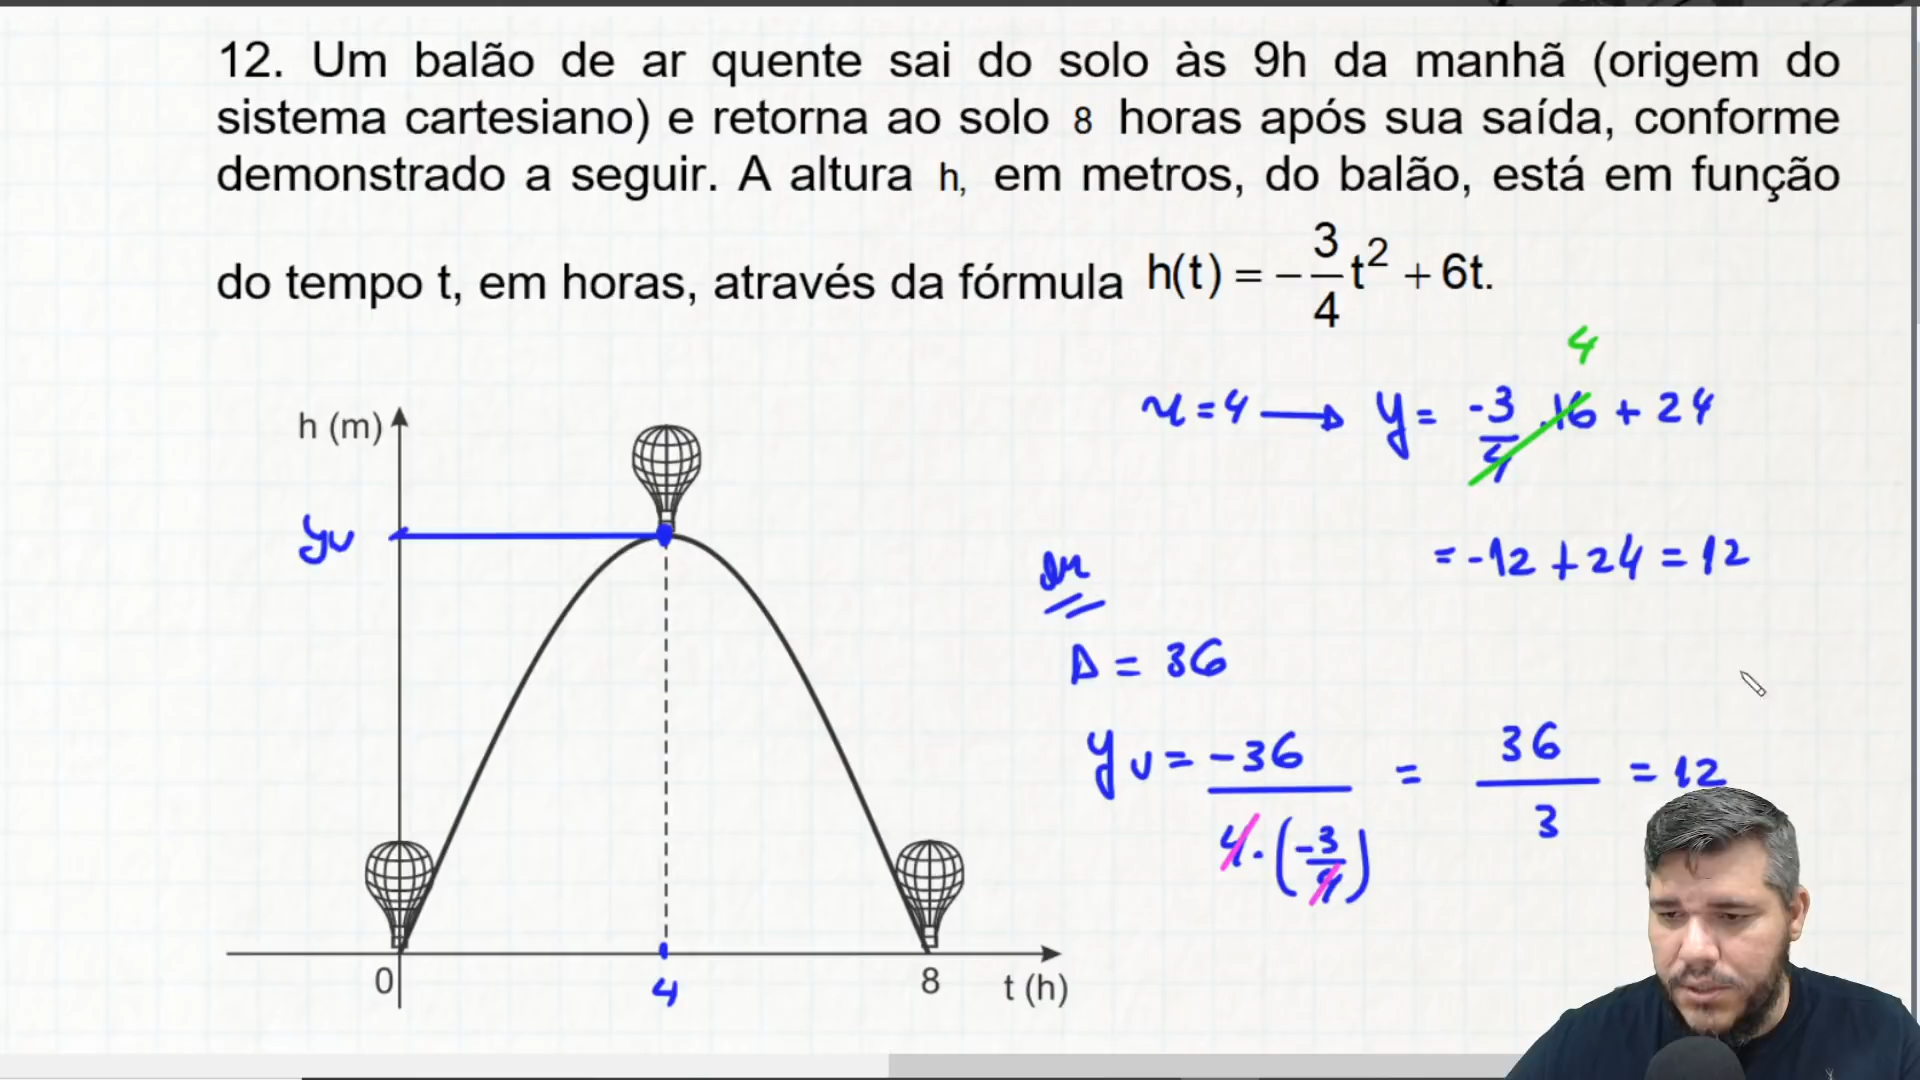 12. Um balão de ar quente sai do solo às 9h da manhã (origem do
sistema cartesiano) e retorna ao solo 8 horas após sua saída, conforme
demonstrado a seguir. A altura h, em metros, do balão, está em função
do tempo t, em horas, através da fórmula h(t) = -3/4 t² + 6t.
h (m)
yv
0
4
8
t (h)
x = 4 → y = -3/4 · 16 + 24
4
= -12 + 24 = 12
ou
Δ = 36
yv = -36 / 4 · (-3/4) = 36/3 = 12